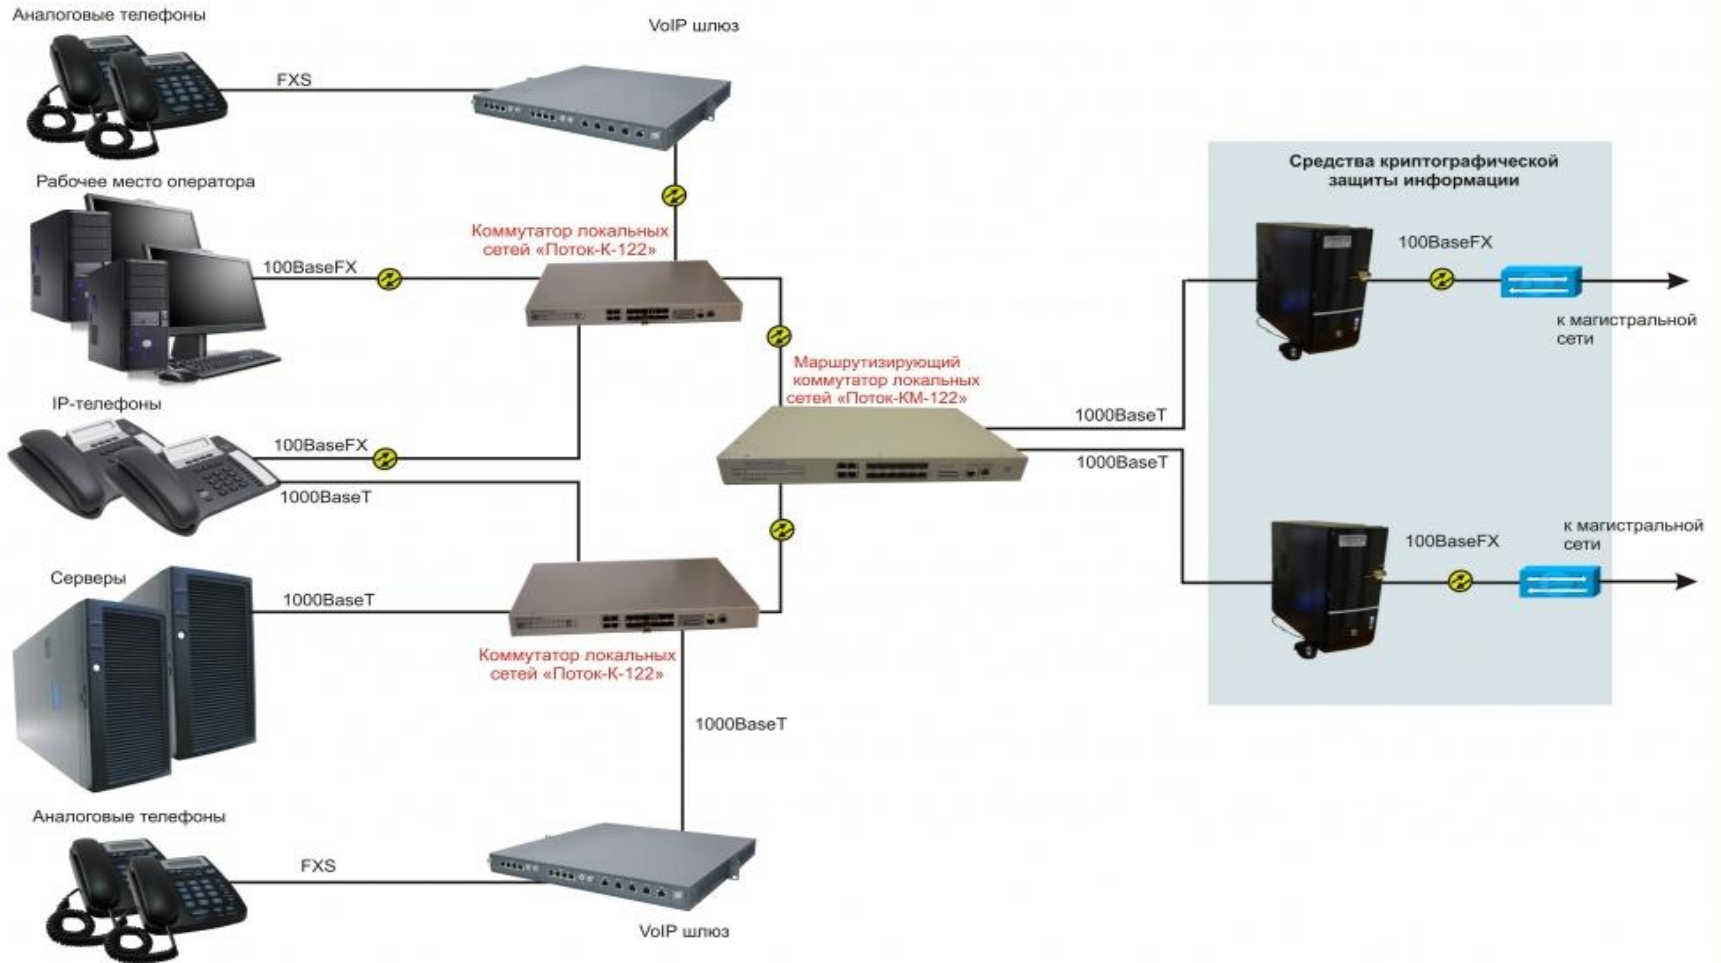 Аналоговые телефоны
VoIP шлюз
FXS
Средства криптографической
защиты информации
Рабочее место оператора
Коммутатор локальных
сетей «Поток-К-122»
100BaseFX
100BaseFX
к магистральной
сети
Маршрутизирующий
коммутатор локальных
сетей «Поток-КМ-122»
IP-телефоны
1000BaseT
100BaseFX
1000BaseT
1000BaseT
к магистральной
сети
100BaseFX
Серверы
1000BaseT
Коммутатор локальных
сетей «Поток-К-122»
1000BaseT
Аналоговые телефоны
FXS
VoIP шлюз